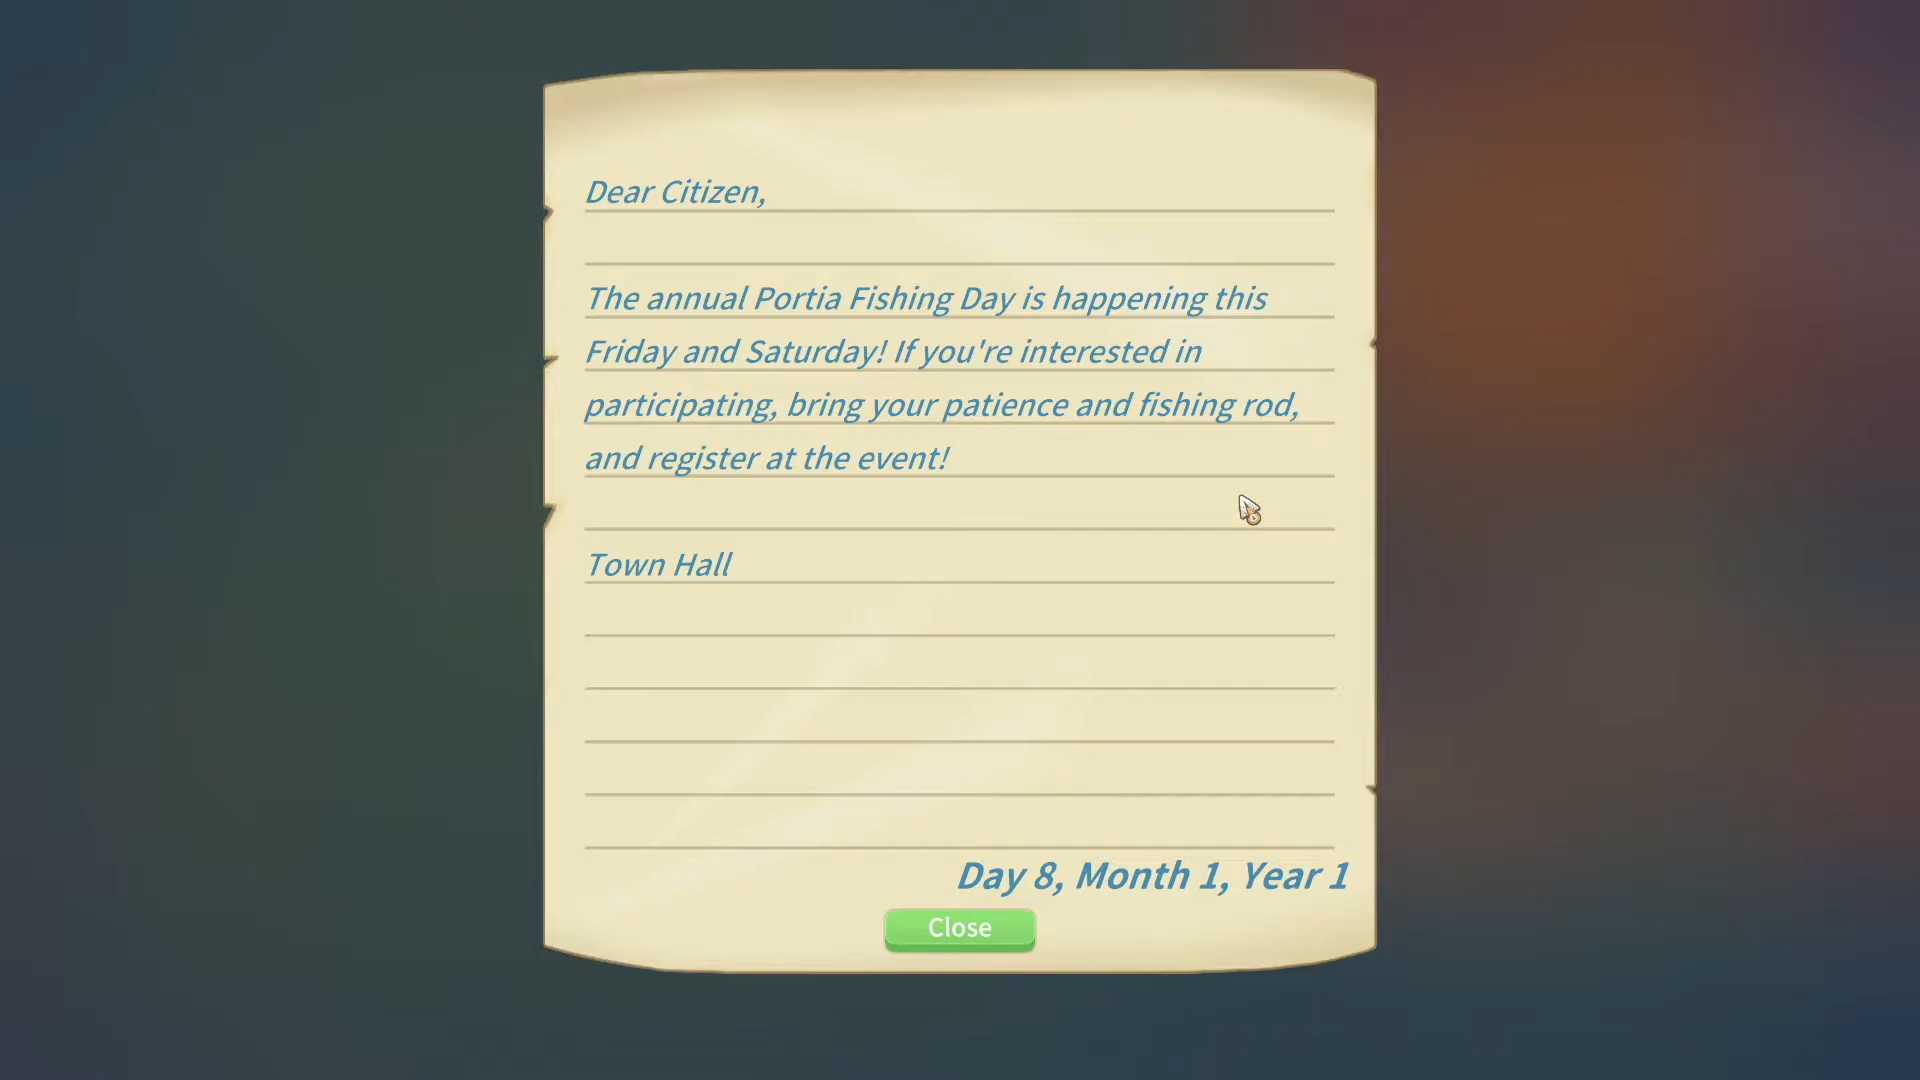 Dear Citizen,
The annual Portia Fishing Day is happening this
Friday and Saturday! If you're interested in
participating, bring your patience and fishing rod,
and register at the event!
Town Hall
Day 8, Month 1, Year 1
Close